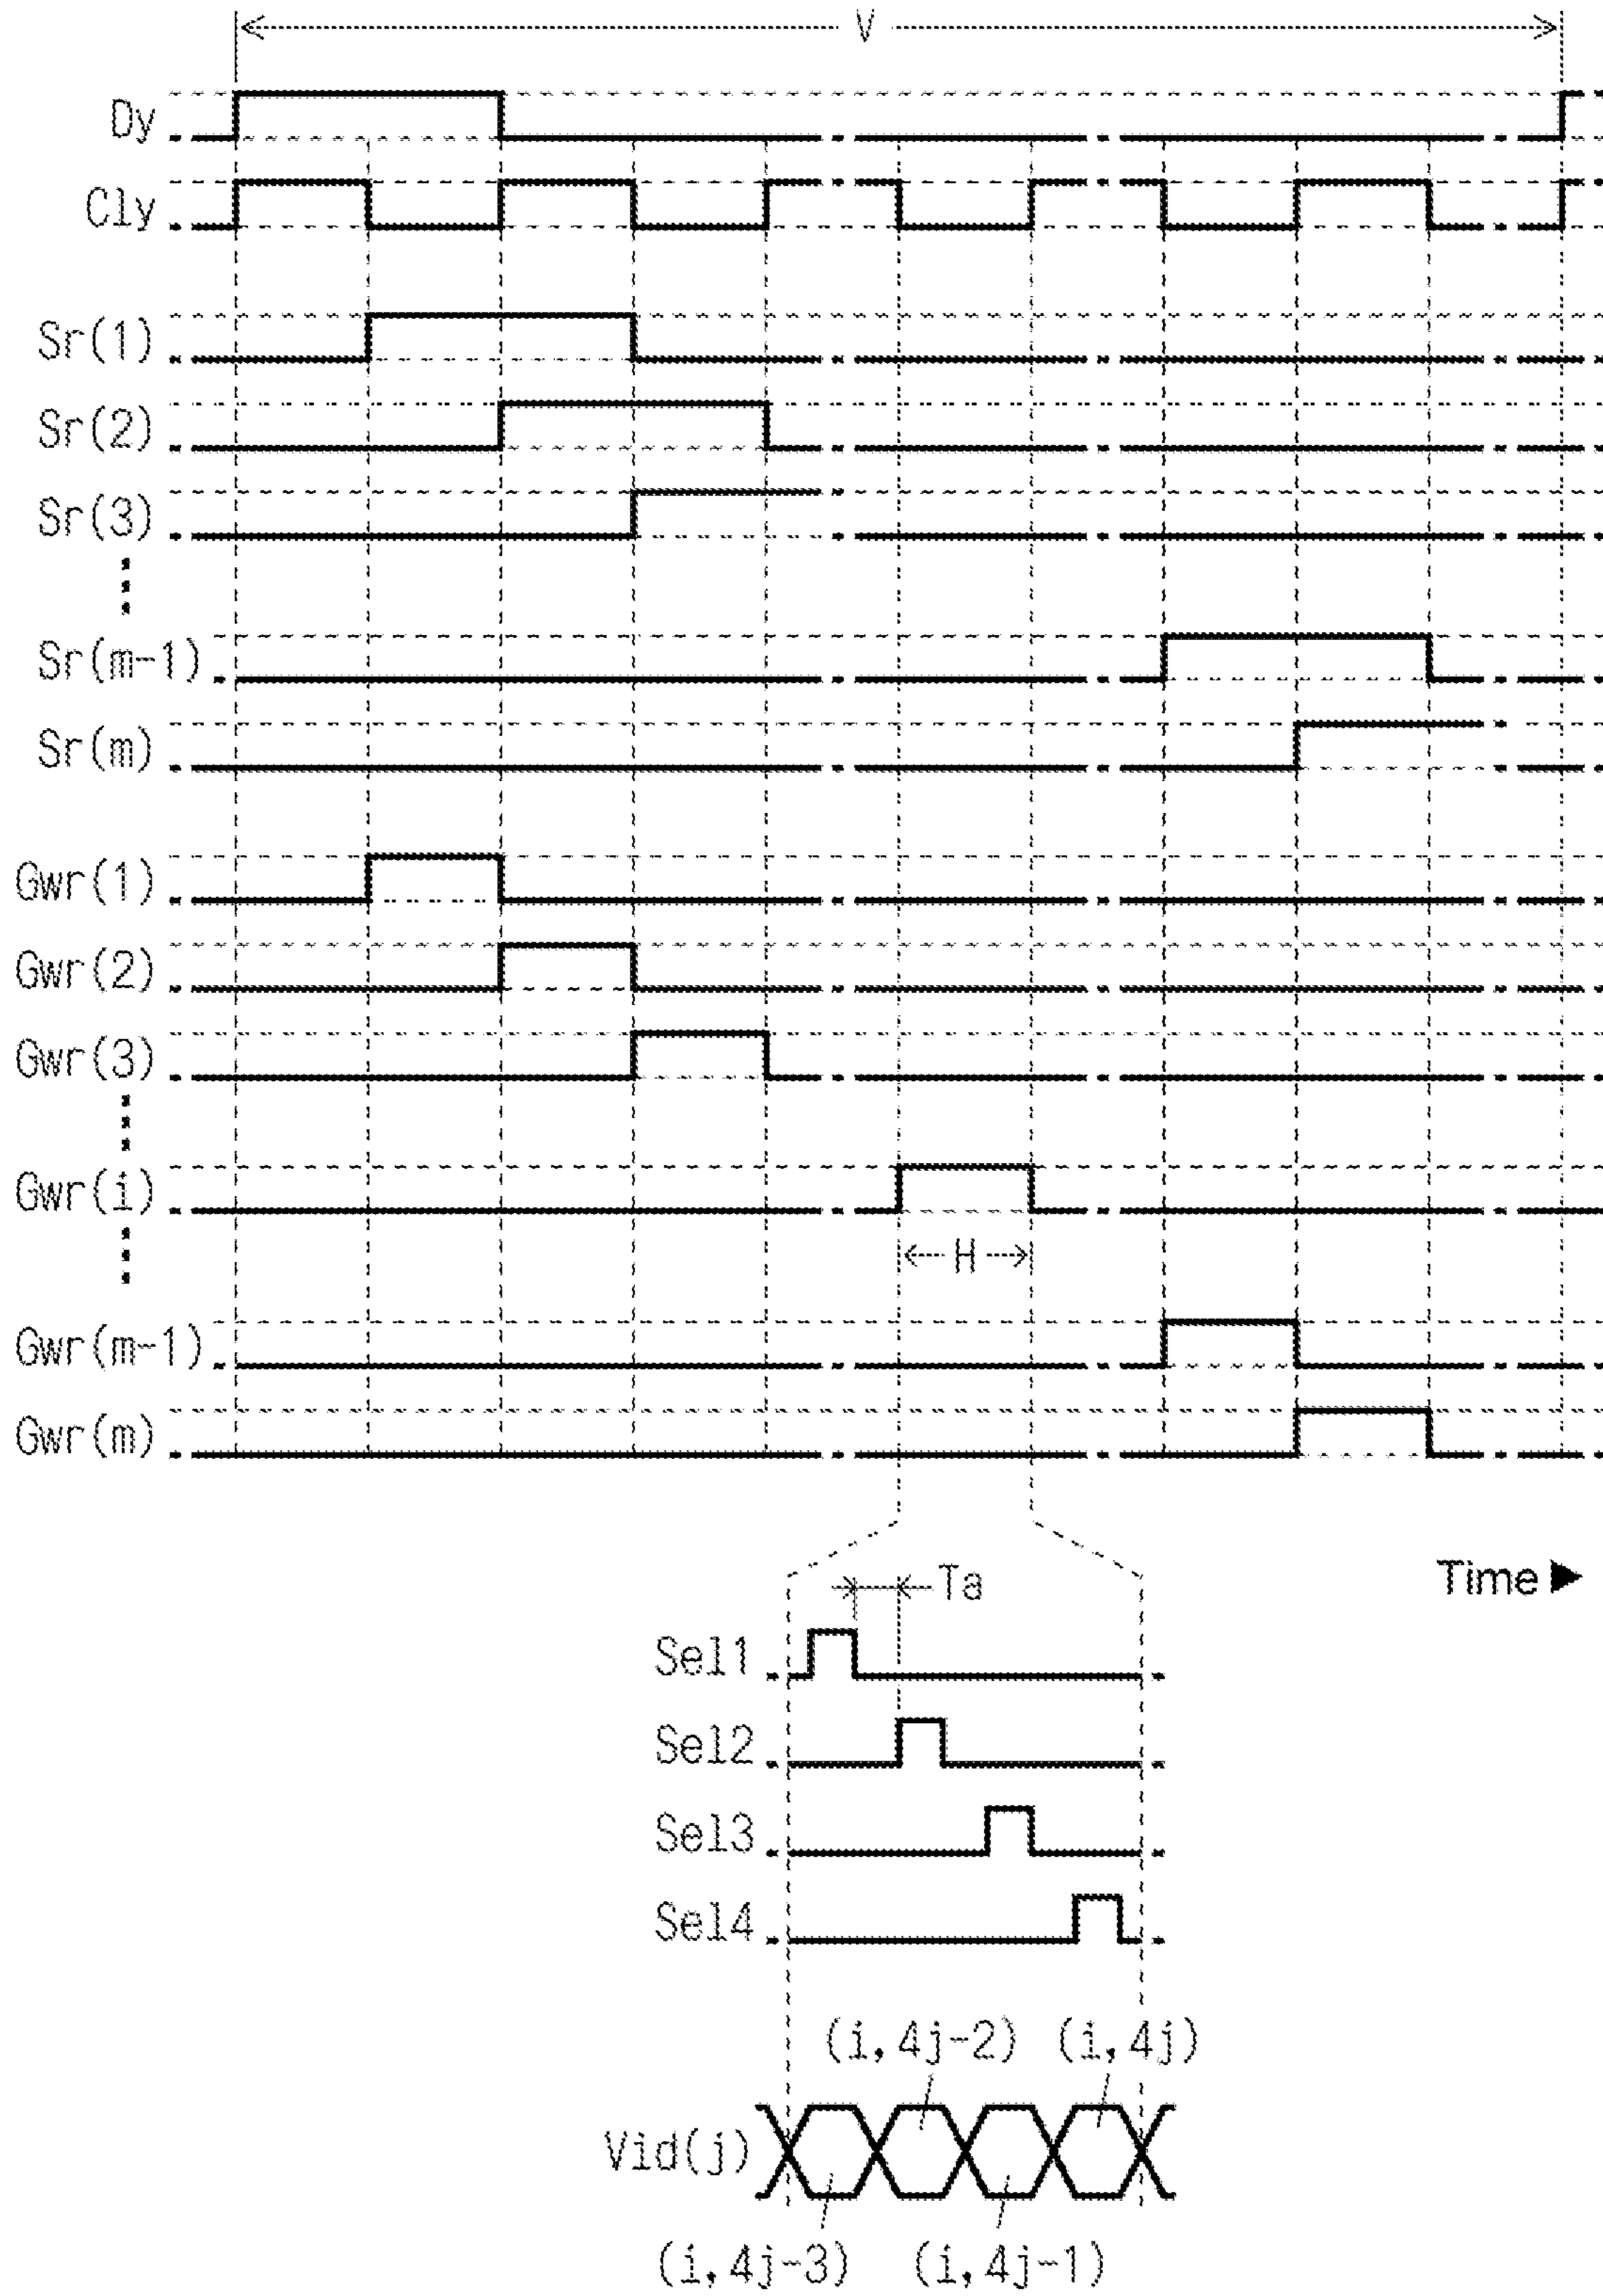 V
Dy
Cly
Sr(1)
Sr(2)
Sr(3)
Sr(m-1)
Sr(m)
Gwr(1)
Gwr(2)
Gwr(3)
Gwr(i)
H
Gwr(m-1)
Gwr(m)
Time
Ta
Sel1
Sel2
Sel3
Sel4
(i,4j-2) (i,4j)
Vid(j)
(i,4j-3) (i,4j-1)